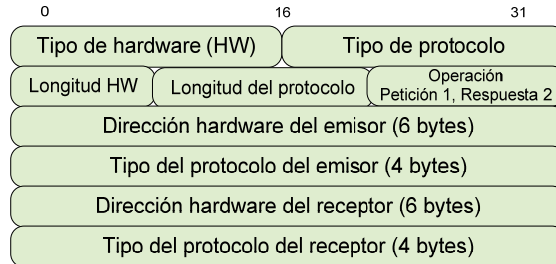 0 16 31
Tipo de hardware (HW) Tipo de protocolo
Longitud HW Longitud del protocolo Operación
Petición 1, Respuesta 2
Dirección hardware del emisor (6 bytes)
Tipo del protocolo del emisor (4 bytes)
Dirección hardware del receptor (6 bytes)
Tipo del protocolo del receptor (4 bytes)